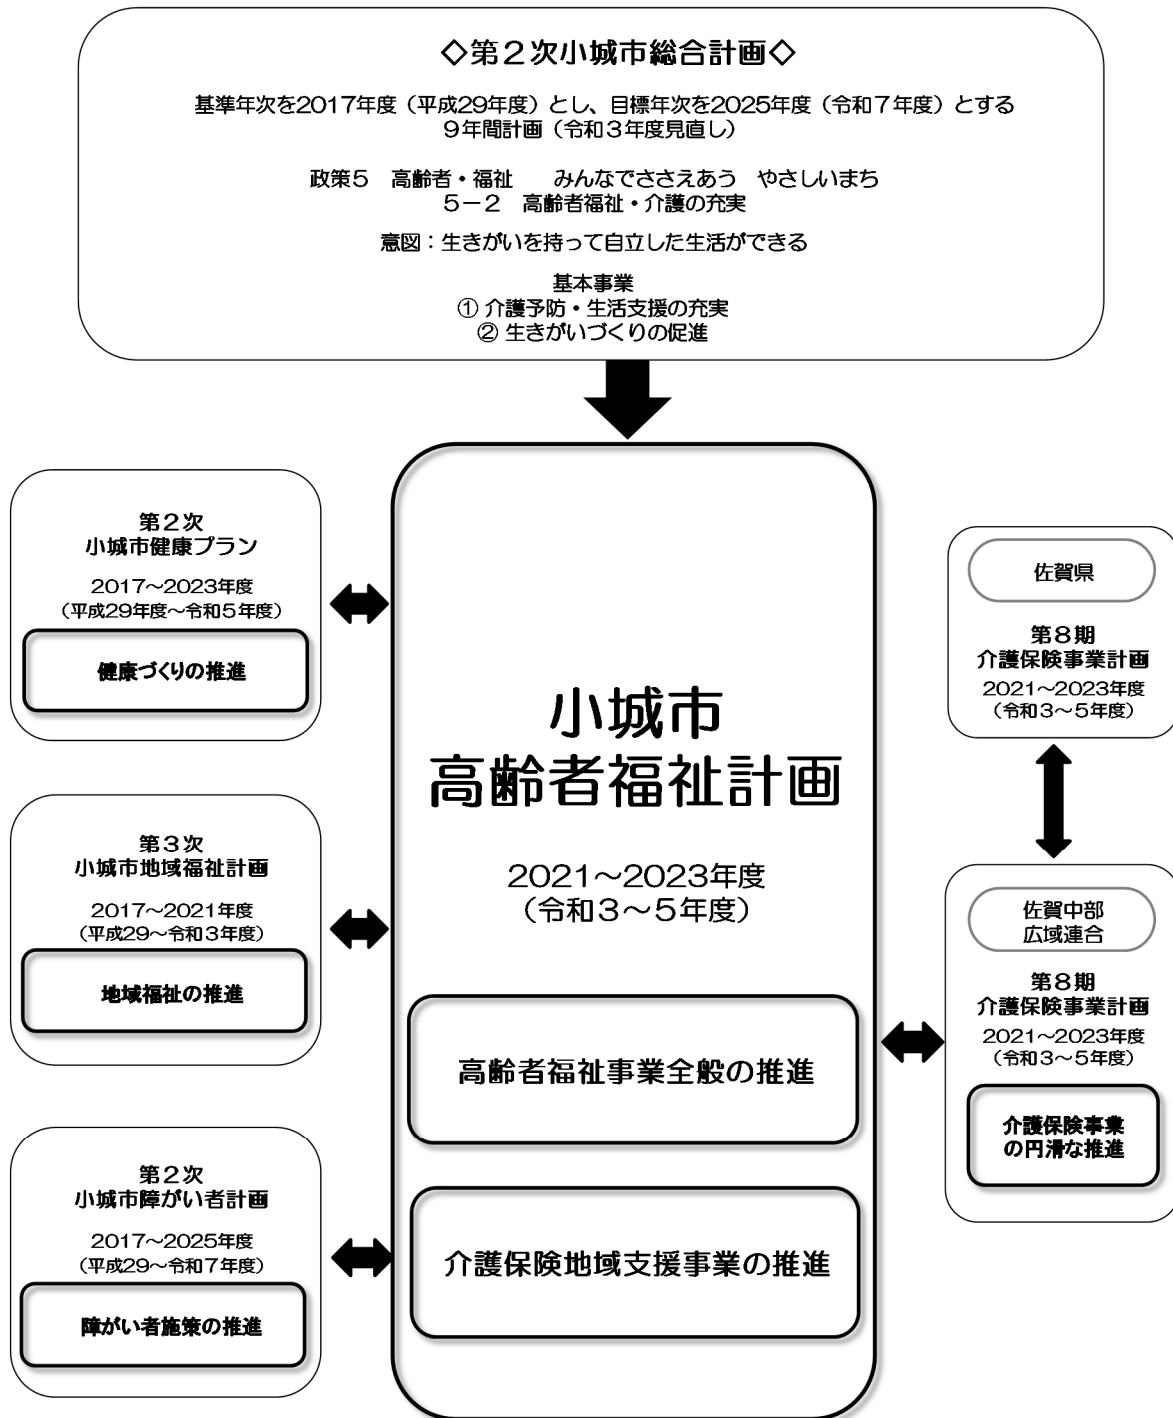 ◇第２次小城市総合計画◇
基準年次を2017年度（平成29年度）とし、目標年次を2025年度（令和７年度）とする
９年間計画（令和３年度見直し）
政策５　高齢者・福祉　　みんなでささえあう　やさしいまち
５－２　高齢者福祉・介護の充実
意図：生きがいを持って自立した生活ができる
基本事業
① 介護予防・生活支援の充実
② 生きがいづくりの促進
第２次
小城市健康プラン
2017～2023年度
（平成29年度～令和５年度）
健康づくりの推進
第３次
小城市地域福祉計画
2017～2021年度
（平成29～令和３年度）
地域福祉の推進
第２次
小城市障がい者計画
2017～2025年度
（平成29～令和７年度）
障がい者施策の推進
小城市
高齢者福祉計画
2021～2023年度
（令和３～５年度）
高齢者福祉事業全般の推進
介護保険地域支援事業の推進
佐賀県
第８期
介護保険事業計画
2021～2023年度
（令和３～５年度）
佐賀中部
広域連合
第８期
介護保険事業計画
2021～2023年度
（令和３～５年度）
介護保険事業
の円滑な推進